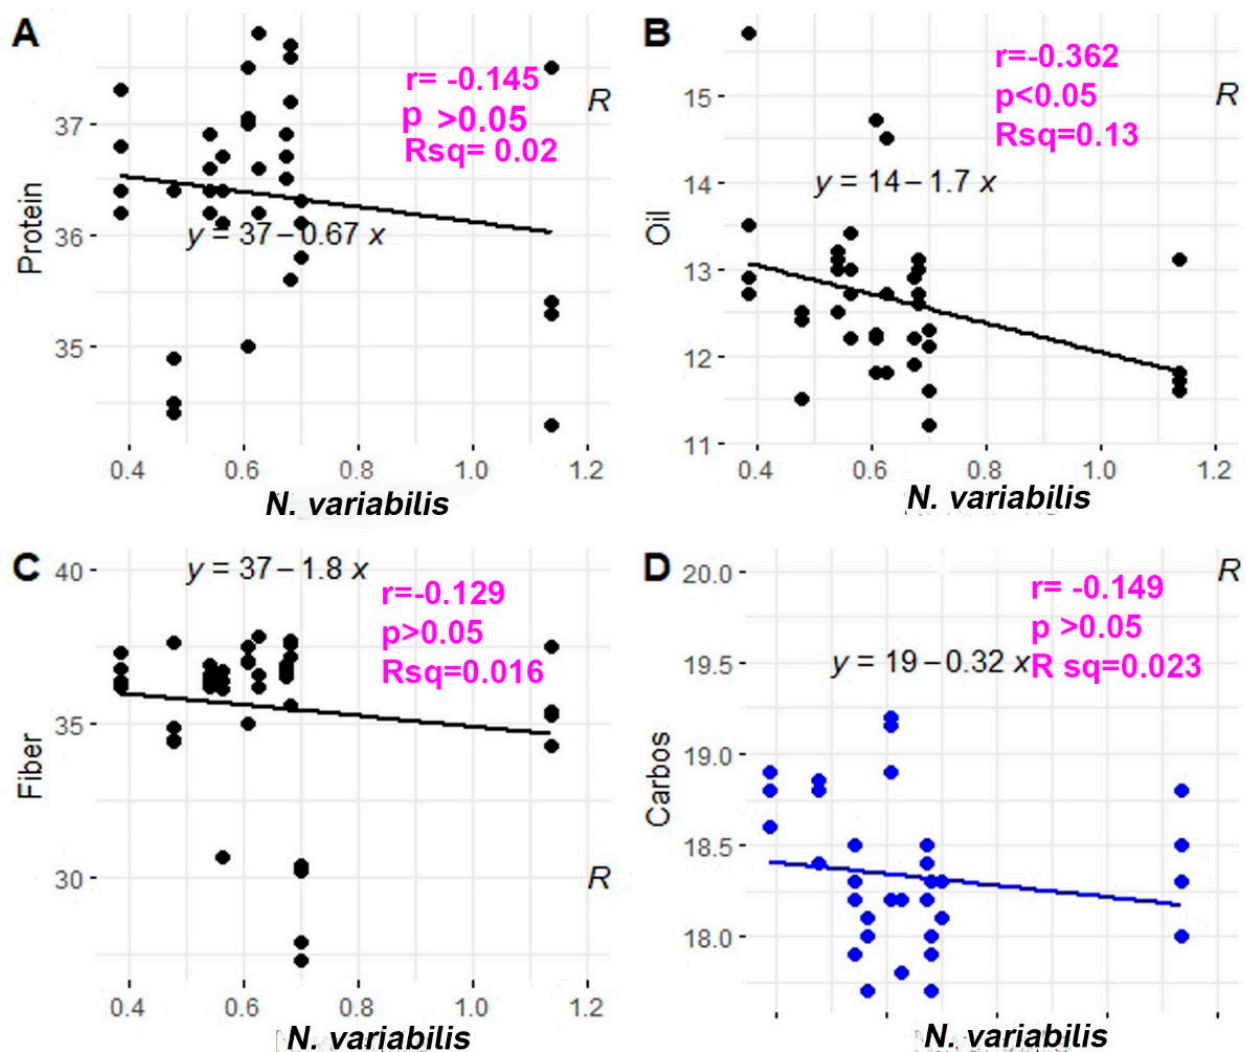 A
r= -0.145
p >0.05
Rsq= 0.02
R
y = 37 – 0.67 x
Protein
37
36
35
0.4 0.6 0.8 1.0 1.2
N. variabilis
B
r=-0.362
p<0.05
Rsq=0.13
R
y = 14 – 1.7 x
Oil
15
14
13
12
11
0.4 0.6 0.8 1.0 1.2
N. variabilis
C
y = 37 – 1.8 x
r=-0.129
p>0.05
Rsq=0.016
R
Fiber
40
35
30
0.4 0.6 0.8 1.0 1.2
N. variabilis
D
R
r= -0.149
p >0.05
y = 19 – 0.32 x R sq=0.023
Carbos
20.0
19.5
19.0
18.5
18.0
N. variabilis